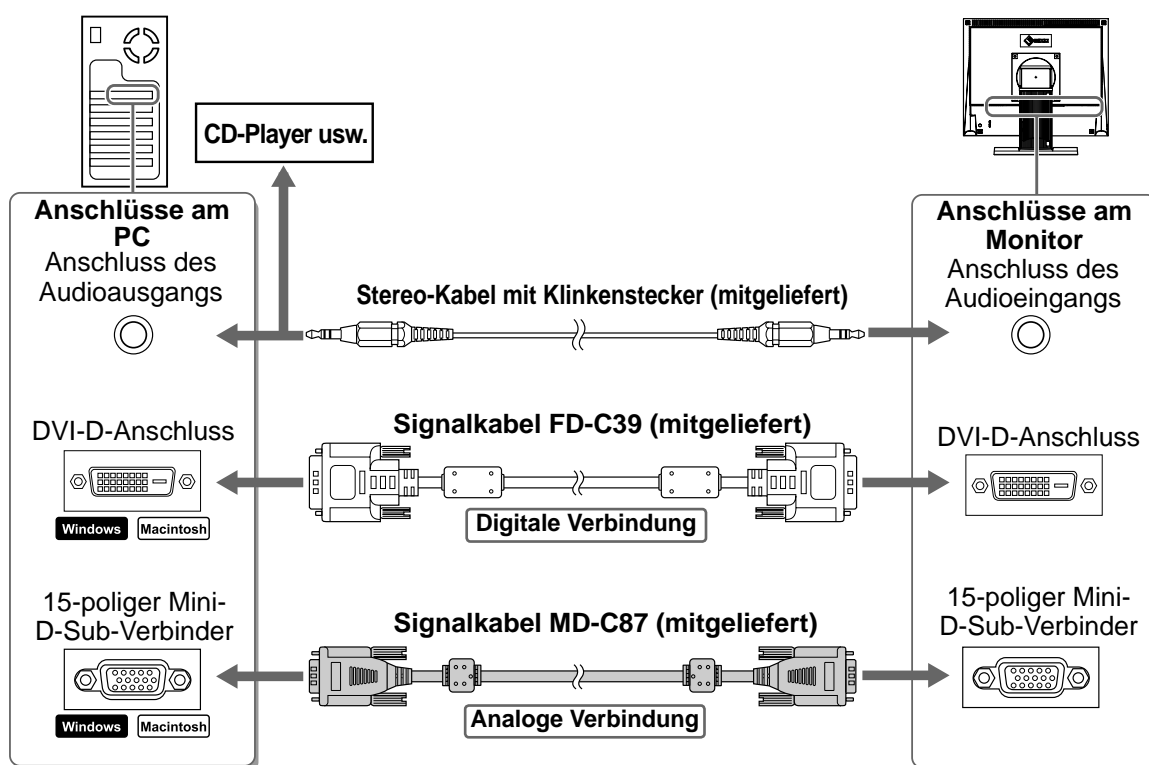 CD-Player usw.
Anschlüsse am
PC
Anschluss des
Audioausgangs
Stereo-Kabel mit Klinkenstecker (mitgeliefert)
Anschlüsse am
Monitor
Anschluss des
Audioeingangs
DVI-D-Anschluss
Windows
Macintosh
Signalkabel FD-C39 (mitgeliefert)
Digitale Verbindung
DVI-D-Anschluss
15-poliger Mini-
D-Sub-Verbinder
Windows
Macintosh
Signalkabel MD-C87 (mitgeliefert)
Analoge Verbindung
15-poliger Mini-
D-Sub-Verbinder